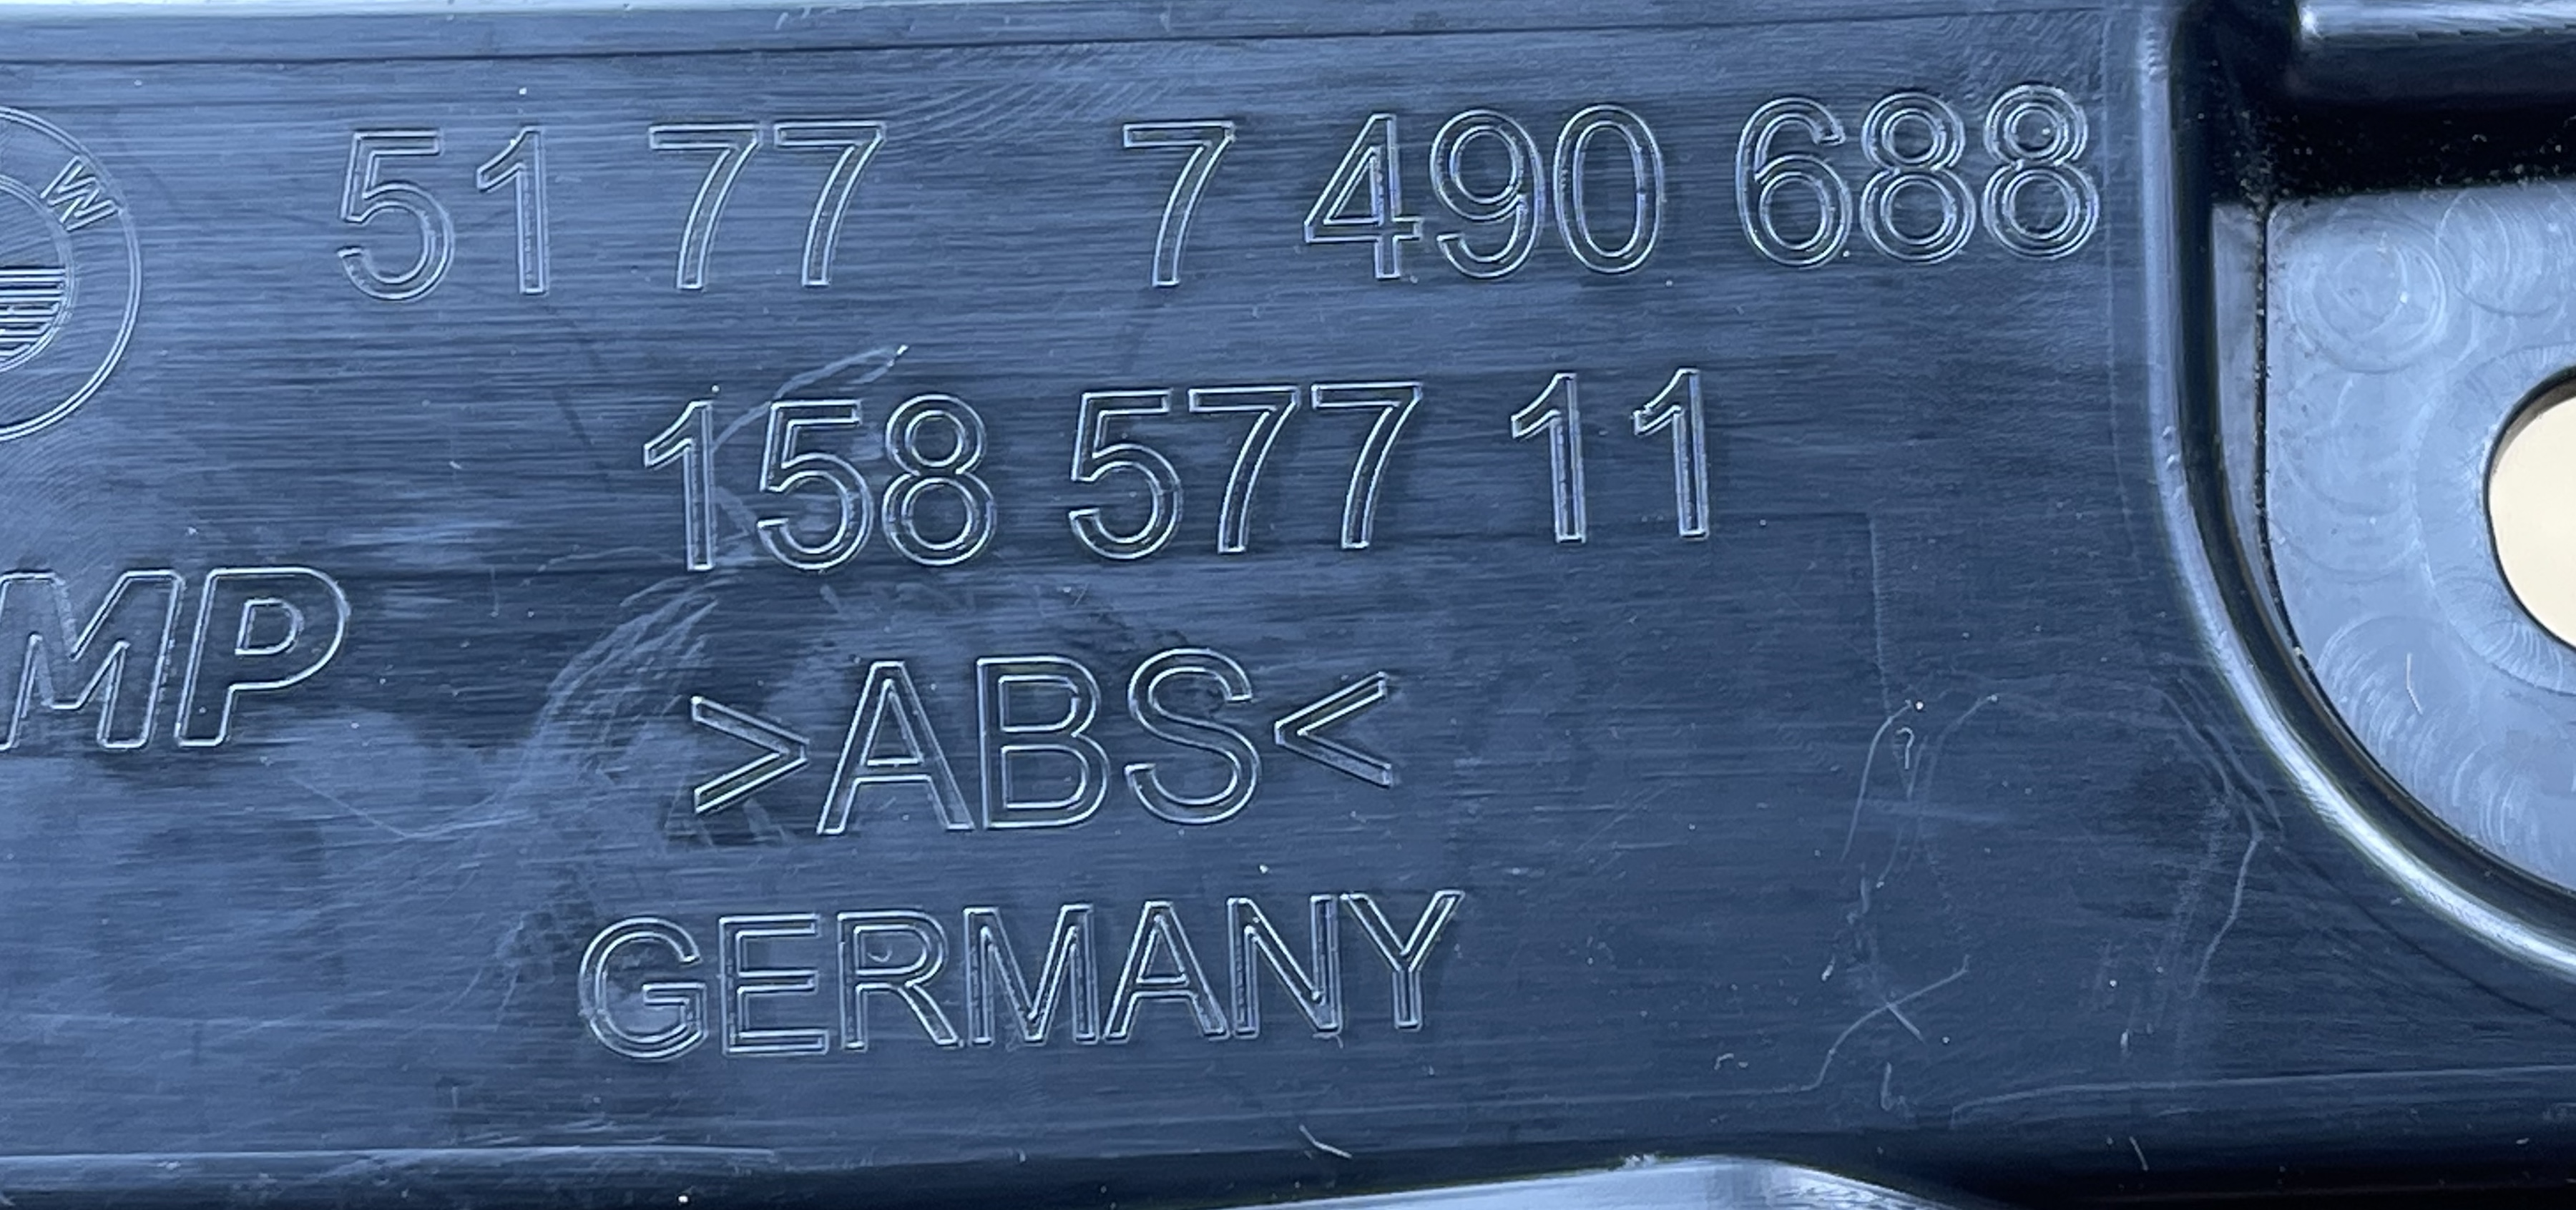 W
51 77 7 490 688
158 577 11
MP
>ABS<
GERMANY